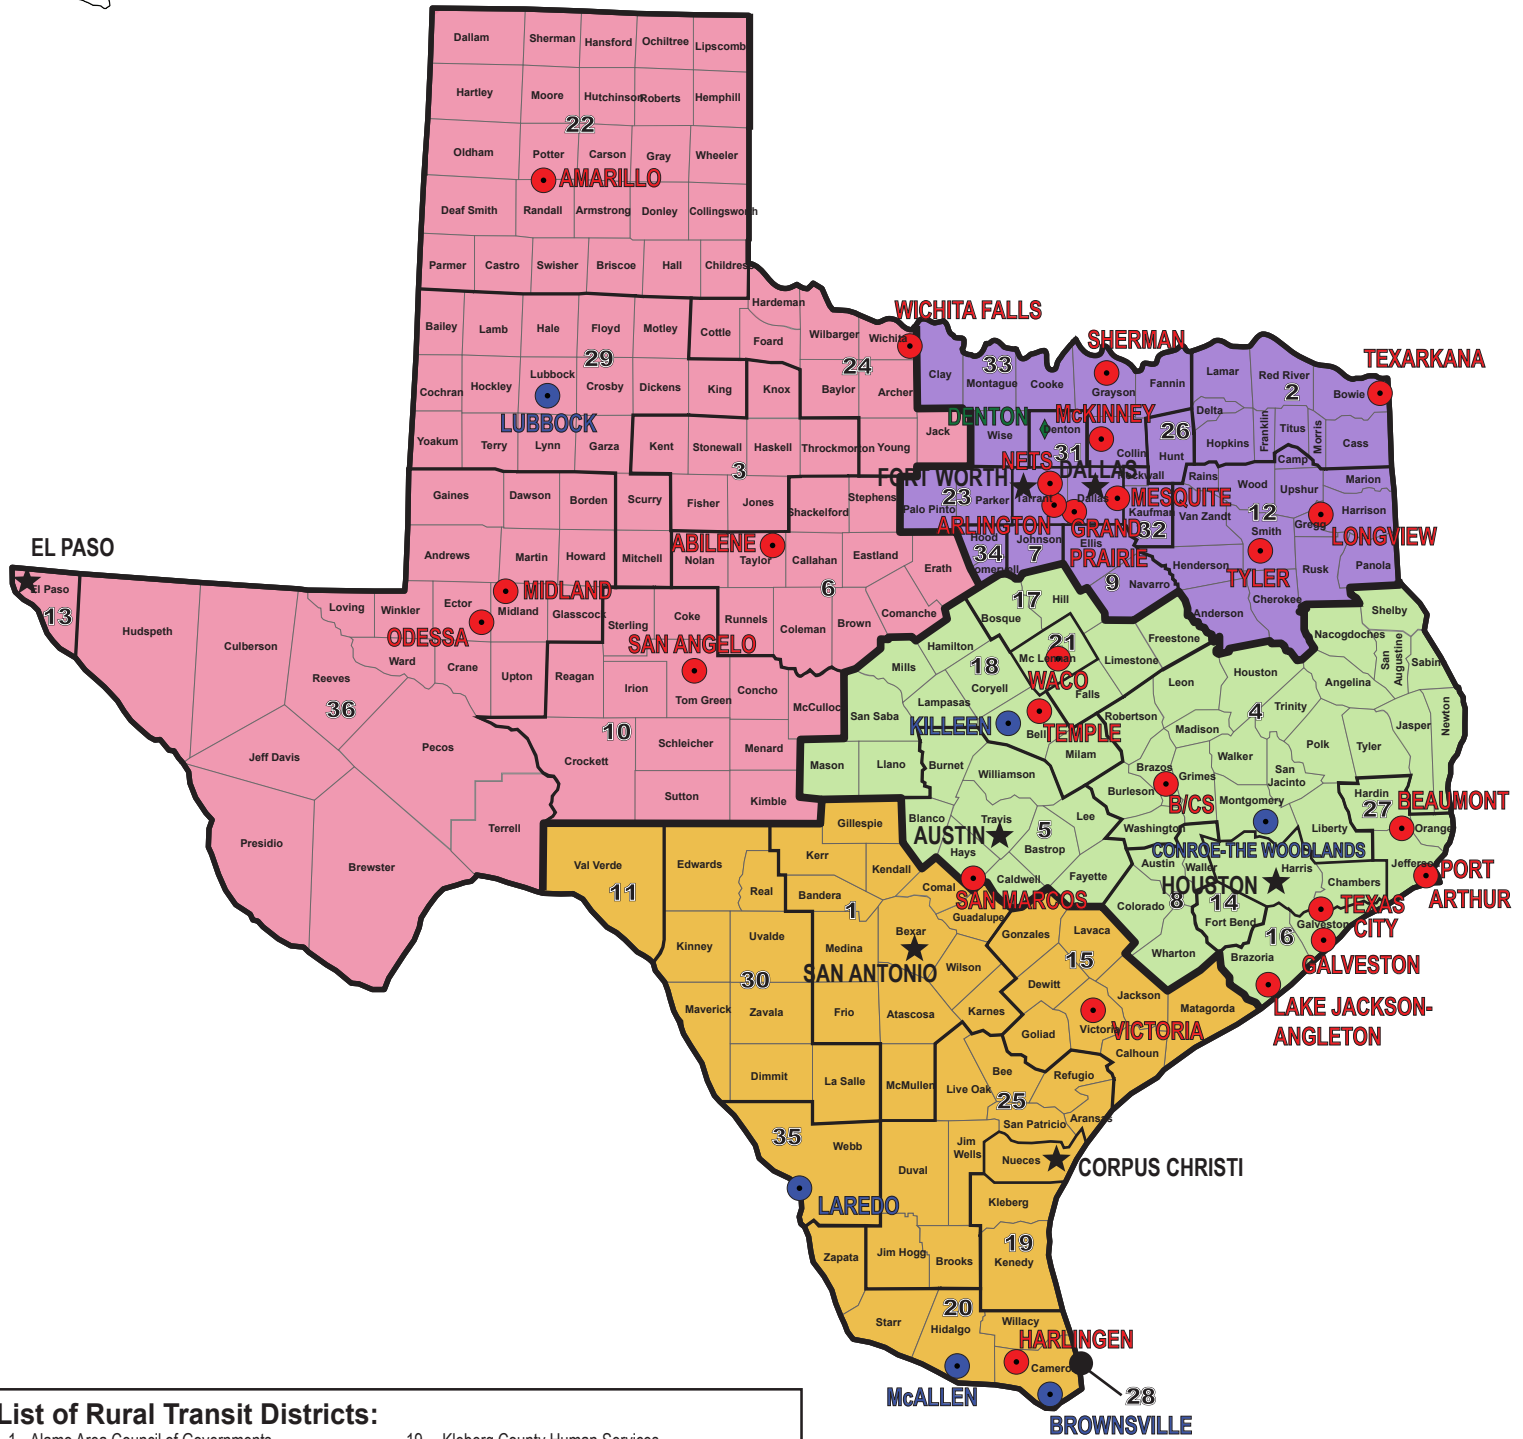 Dallam
Sherman
Hansford
Ochiltree
Lipscomb
Hartley
Moore
Hutchinson
Roberts
Hemphill
22
Oldham
Potter
Carson
Gray
Wheeler
AMARILLO
Deaf Smith
Randall
Armstrong
Donley
Collingsworth
Parmer
Castro
Swisher
Briscoe
Hall
Childress
Hardeman
Bailey
Lamb
Hale
Floyd
Motley
Cottle
Foard
Wilbarger
Wichita
WICHITA FALLS
29
24
Cochran
Hockley
Lubbock
Crosby
Dickens
King
Knox
Baylor
Archer
LUBBOCK
Yoakum
Terry
Lynn
Garza
Kent
Stonewall
Haskell
Throckmorton
Young
Jack
3
Clay
33
Montague
Cooke
SHERMAN
Grayson
Fannin
Lamar
Red River
2
Bowie
TEXARKANA
DENTON
McKINNEY
Wise
Denton
31
Collin
26
Hunt
Delta
Hopkins
Franklin
Titus
Camp
Morris
Cass
NETS
FORT WORTH
DALLAS
Rockwall
Rains
Wood
Upshur
Marion
23
Palo Pinto
Parker
Tarrant
Dallas
MESQUITE
Kaufman
32
Van Zandt
12
Smith
Gregg
Harrison
LONGVIEW
ARLINGTON
GRAND
PRAIRIE
Hood
34
Somervell
Johnson
7
Ellis
9
Navarro
Henderson
TYLER
Rusk
Panola
Anderson
Cherokee
Gaines
Dawson
Borden
Scurry
Fisher
Jones
Shackelford
Stephens
Andrews
Martin
Howard
Mitchell
Nolan
Taylor
ABILENE
Callahan
Eastland
Erath
6
EL PASO
El Paso
13
Hudspeth
Culberson
Loving
Winkler
Ector
Midland
MIDLAND
Glasscock
Sterling
Coke
Runnels
Coleman
Brown
Comanche
ODESSA
SAN ANGELO
Ward
Crane
Upton
Reagan
Irion
Tom Green
Concho
McCulloc
Reeves
36
Jeff Davis
Pecos
10
Crockett
Schleicher
Menard
Sutton
Kimble
Presidio
Brewster
Terrell
17
Hill
Bosque
Hamilton
18
Mills
Coryell
21
Mc Lennan
WACO
Limestone
Freestone
Falls
Lampasas
San Saba
KILLEEN
TEMPLE
Bell
Milam
Robertson
Leon
Houston
Nacogdoches
Shelby
San
Augustine
Sabin
Angelina
4
Trinity
Madison
Walker
Polk
Tyler
Jasper
Newton
Mason
Llano
Burnet
Williamson
Brazos
Grimes
B/CS
Burleson
San
Jacinto
Montgomery
Hardin
27
BEAUMONT
Orange
Liberty
Blanco
AUSTIN
Travis
5
Lee
Washington
CONROE-THE WOODLANDS
Hays
Bastrop
Caldwell
Fayette
Austin
Waller
Harris
HOUSTON
Chambers
Jefferson
PORT
ARTHUR
SAN MARCOS
Colorado
8
14
Fort Bend
16
Galveston
TEXAS
CITY
GALVESTON
Wharton
Brazoria
LAKE JACKSON-
ANGLETON
Gillespie
Val Verde
11
Edwards
Kerr
Kendall
Comal
Real
Bandera
1
Guadalupe
Gonzales
Lavaca
Kinney
Uvalde
Medina
Bexar
SAN ANTONIO
Wilson
15
Dewitt
Jackson
Matagorda
30
Maverick
Zavala
Frio
Atascosa
Karnes
Goliad
Victoria
VICTORIA
Calhoun
Dimmit
La Salle
McMullen
Live Oak
Bee
25
Refugio
Aransas
San Patricio
35
Webb
Duval
Jim
Wells
Nueces
CORPUS CHRISTI
LAREDO
Kleberg
Zapata
Jim Hogg
Brooks
19
Kenedy
20
Starr
Hidalgo
Willacy
HARLINGEN
Cameron
McALLEN
28
BROWNSVILLE
List of Rural Transit Districts:
1 Alamo Area Council of Governments
19 Kleberg County Human Services